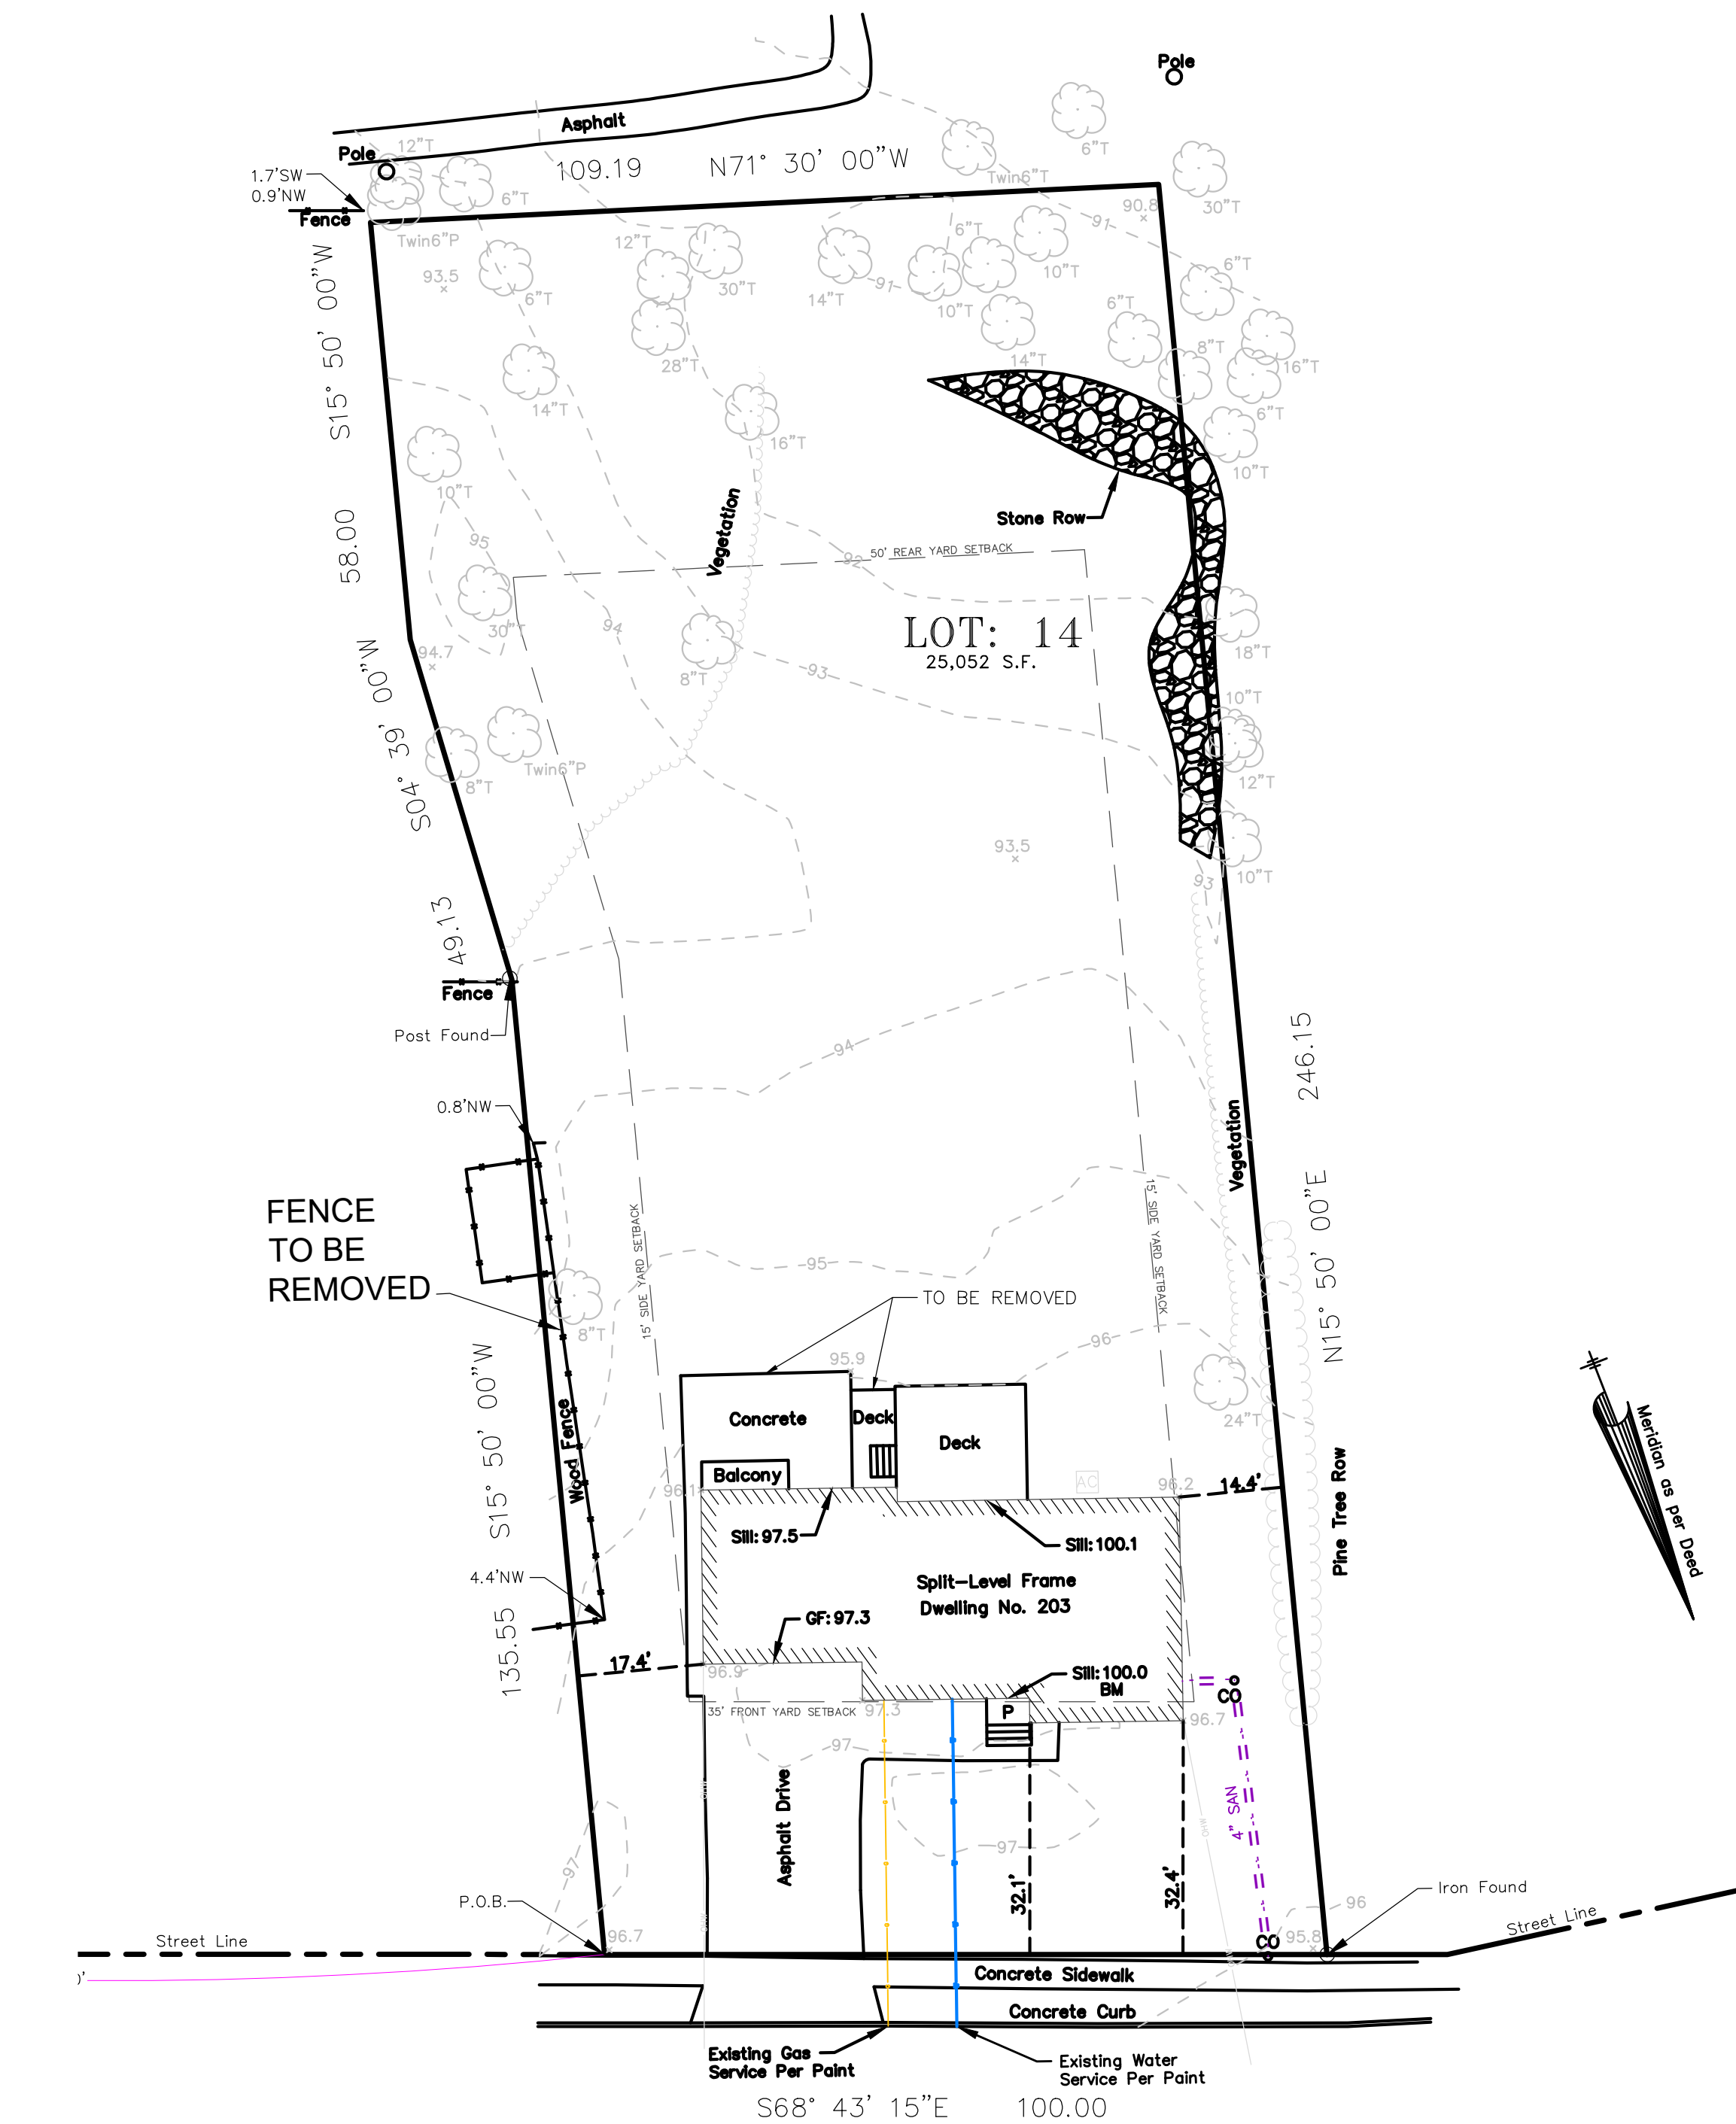 Pole
Asphalt
Pole
12"T
109.19 N71° 30' 00"W
6"T
1.7'SW
0.9'NW
Fence
Twin6"T
6"T
30"T
90.8
91
Twin6"P
93.5
6"T
12"T
30"T
14"T
91
6"T
10"T
10"T
6"T
6"T
8"T
16"T
6"T
10"T
14"T
28"T
14"T
16"T
10"T
S15° 50' 00"W
58.00
95
30"T
94.7
94
Vegetation
Stone Row
50' REAR YARD SETBACK
92
LOT: 14
25,052 S.F.
93
8"T
18"T
10"T
12"T
10"T
93
S04° 39' 00"W
49.13
8"T
Twin6"P
93.5
Fence
Post Found
94
246.15
N15° 50' 00"E
Vegetation
0.8'NW
FENCE
TO BE
REMOVED
8"T
15' SIDE YARD SETBACK
15' SIDE YARD SETBACK
95
TO BE REMOVED
96
95.9
Concrete
Deck
Deck
Balcony
AC
24"T
96.1
96.2
14.4'
Pine Tree Row
Meridian as per Deed
Wood Fence
S15° 50' 00"W
135.55
Sill: 97.5
Sill: 100.1
Split-Level Frame
Dwelling No. 203
4.4'NW
GF: 97.3
17.4'
96.9
Sill: 100.0
BM
P
CO
35' FRONT YARD SETBACK
97.3
96.7
97
Asphalt Drive
4" SAN
OHW
97
97
32.1'
32.4'
P.O.B.
Iron Found
96
Street Line
96.7
CO
95.8
Street Line
0'
Concrete Sidewalk
Concrete Curb
Existing Gas
Service Per Paint
Existing Water
Service Per Paint
S68° 43' 15"E 100.00